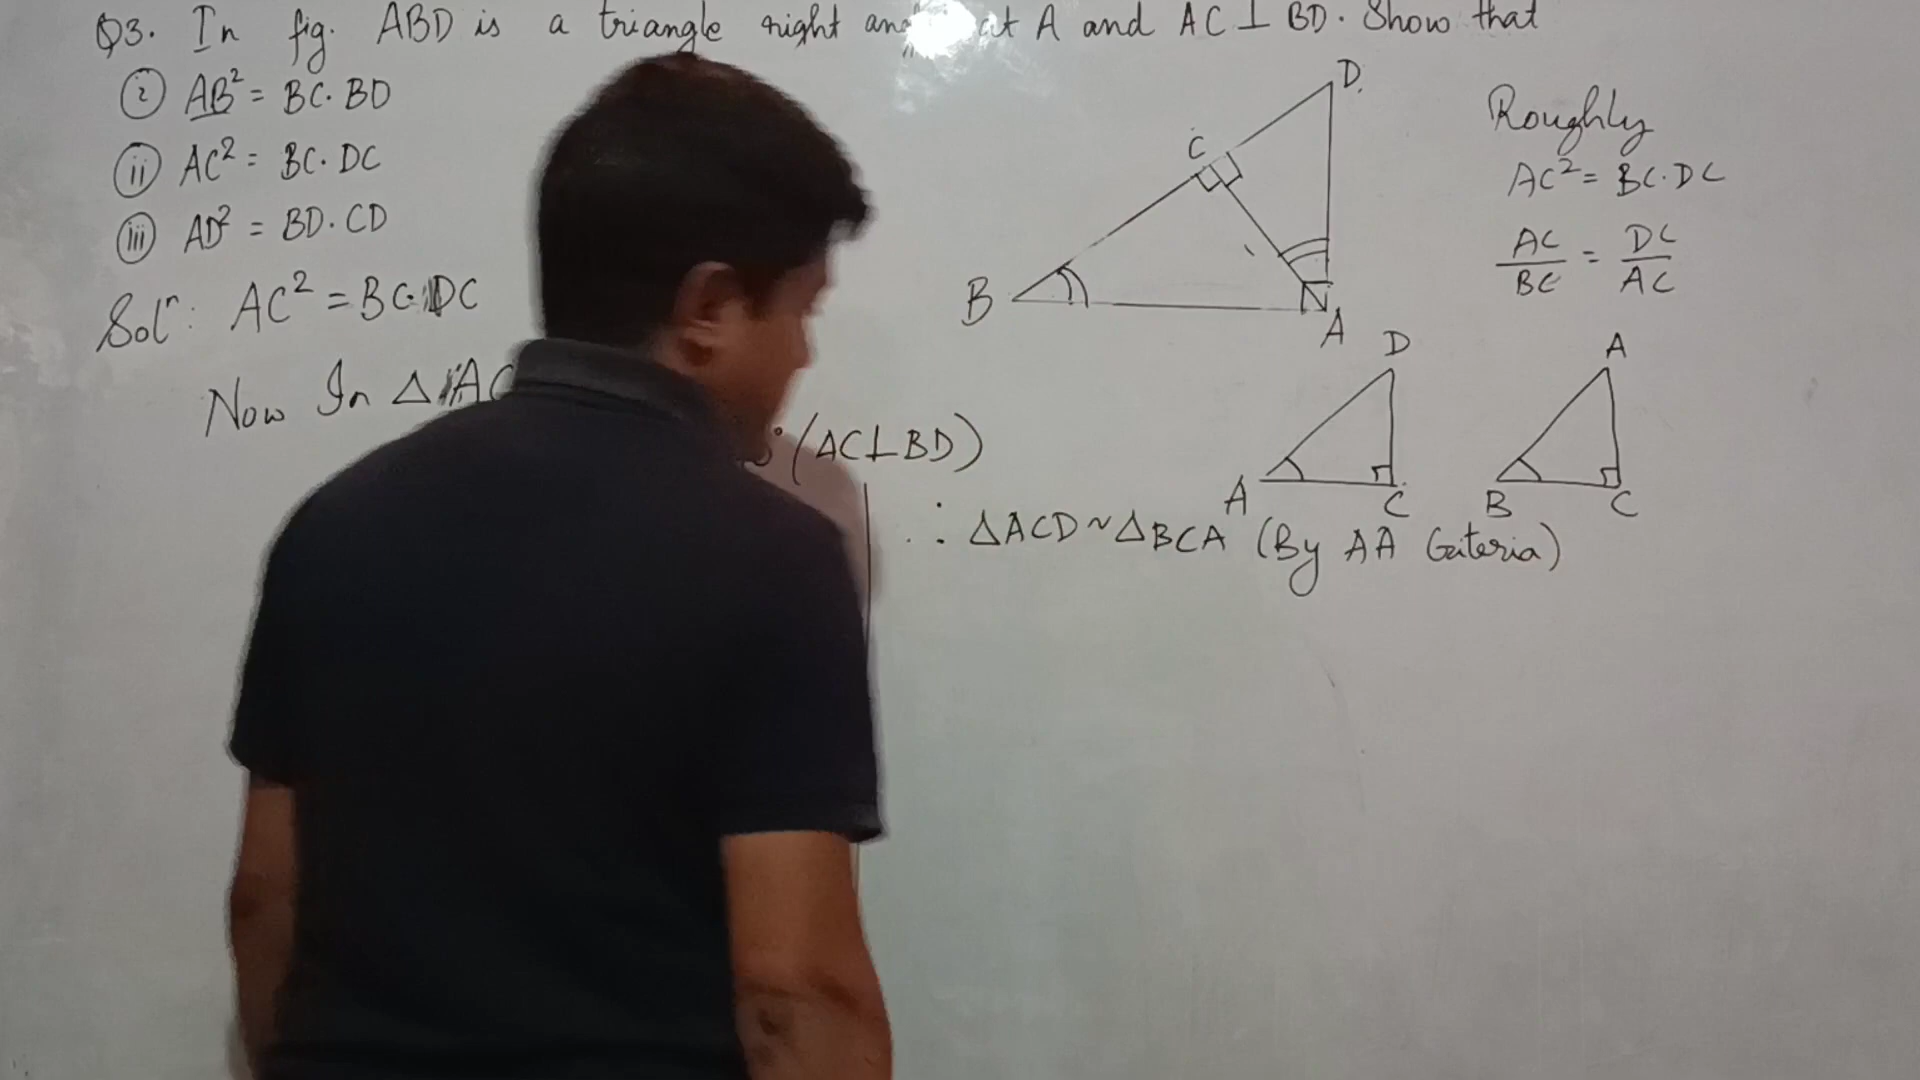 Q3. In fig. ABD is a triangle right at A and AC ⊥ BD. Show that
(i) AB² = BC. BD
(ii) AC² = BC. DC
(iii) AD² = BD. CD
Solⁿ: AC² = BC. DC
Now In △ AC
(AC⊥BD)
D
C
B
A
Roughly
AC² = BC. DC
AC/BC = DC/AC
D
A C
A
B C
∴ △ACD ~ △BCA (By AA Criteria)